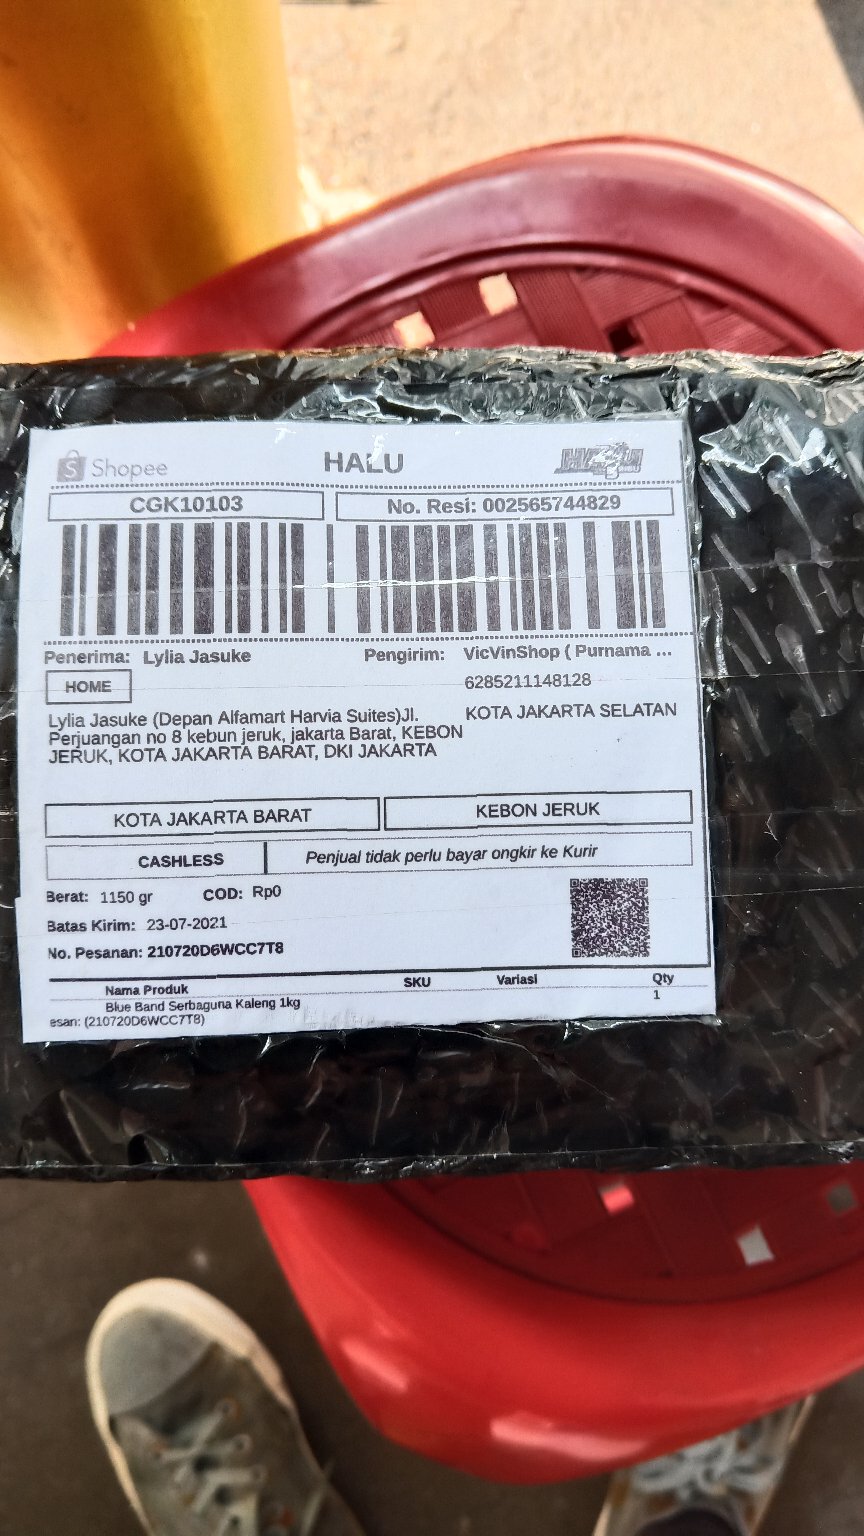 Shopee HALU
CGK10103 No. Resi: 002565744829
Penerima: Lylia Jasuke Pengirim: VicVinShop ( Purnama ...
HOME 6285211148128
Lylia Jasuke (Depan Alfamart Harvia Suites)Jl. KOTA JAKARTA SELATAN
Perjuangan no 8 kebun jeruk, jakarta Barat, KEBON
JERUK, KOTA JAKARTA BARAT, DKI JAKARTA
KOTA JAKARTA BARAT KEBON JERUK
CASHLESS Penjual tidak perlu bayar ongkir ke Kurir
Berat: 1150 gr COD: Rp0
Batas Kirim: 23-07-2021
No. Pesanan: 210720D6WCC7T8
Nama Produk SKU Variasi Qty
Blue Band Serbaguna Kaleng 1kg 1
esan: (210720D6WCC7T8)